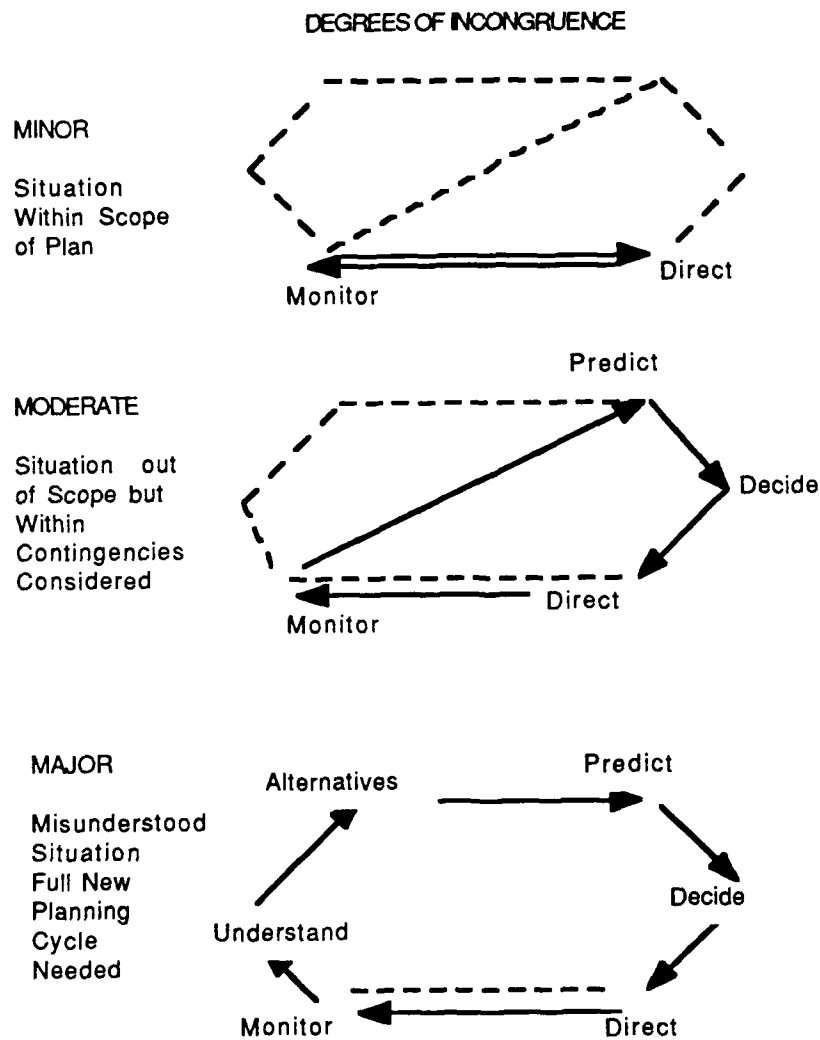 DEGREES OF INCONGRUENCE
MINOR
Situation
Within Scope
of Plan
Monitor
Direct
Predict
MODERATE
Situation out
of Scope but
Within
Contingencies
Considered
Decide
Direct
Monitor
MAJOR
Alternatives
Predict
Misunderstood
Situation
Full New
Planning
Cycle
Needed
Decide
Understand
Monitor
Direct